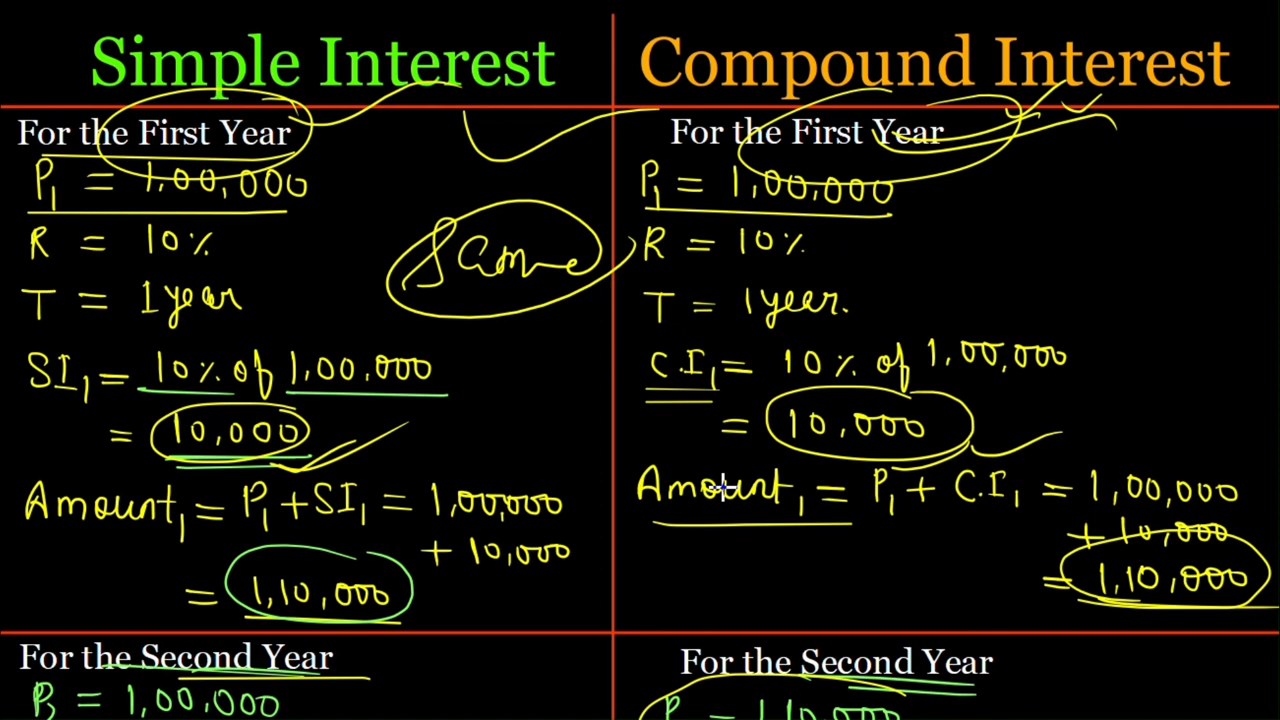 Simple Interest
For the First Year
P₁ = 1,00,000
R = 10%
T = 1 year
SI₁ = 10% of 1,00,000
= 10,000
Amount₁ = P₁ + SI₁ = 1,00,000
+ 10,000
= 1,10,000
For the Second Year
P₂ = 1,00,000
Same
Compound Interest
For the First Year
P₁ = 1,00,000
R = 10%
T = 1 year.
C.I₁ = 10% of 1,00,000
= 10,000
Amount₁ = P₁ + C.I₁ = 1,00,000
+ 10,000
= 1,10,000
For the Second Year
P = 1,10,000